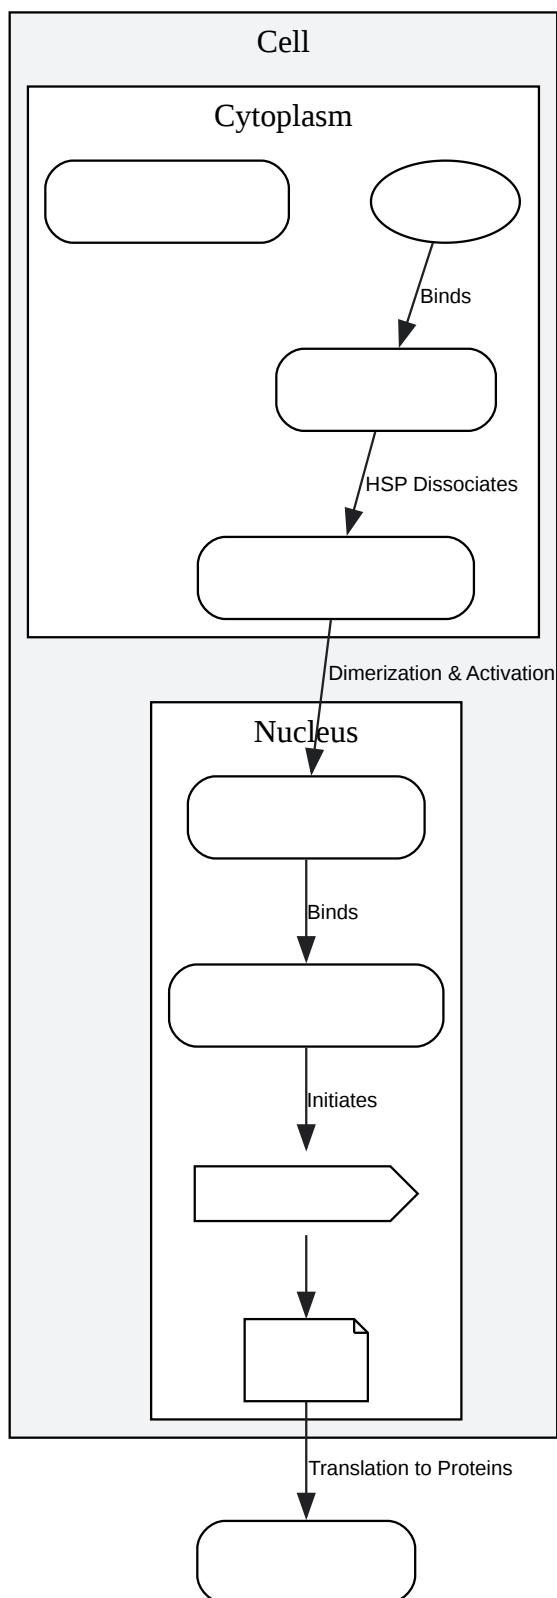 Cell
Cytoplasm
Binds
HSP Dissociates
Dimerization & Activation
Nucleus
Binds
Initiates
Translation to Proteins